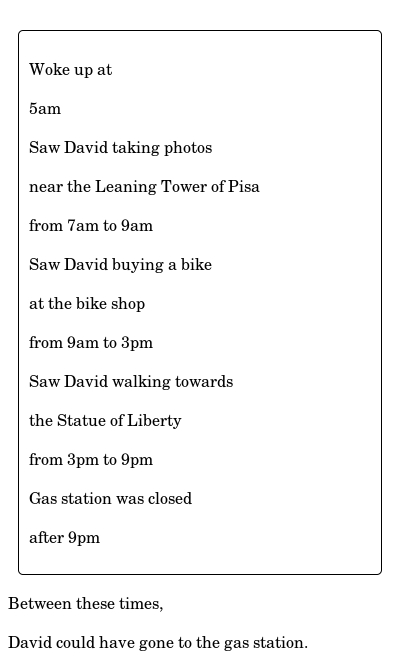 Woke up at
5am
Saw David taking photos
near the Leaning Tower of Pisa
from 7am to 9am
Saw David buying a bike
at the bike shop
from 9am to 3pm
Saw David walking towards
the Statue of Liberty
from 3pm to 9pm
Gas station was closed
after 9pm
Between these times,
David could have gone to the gas station.